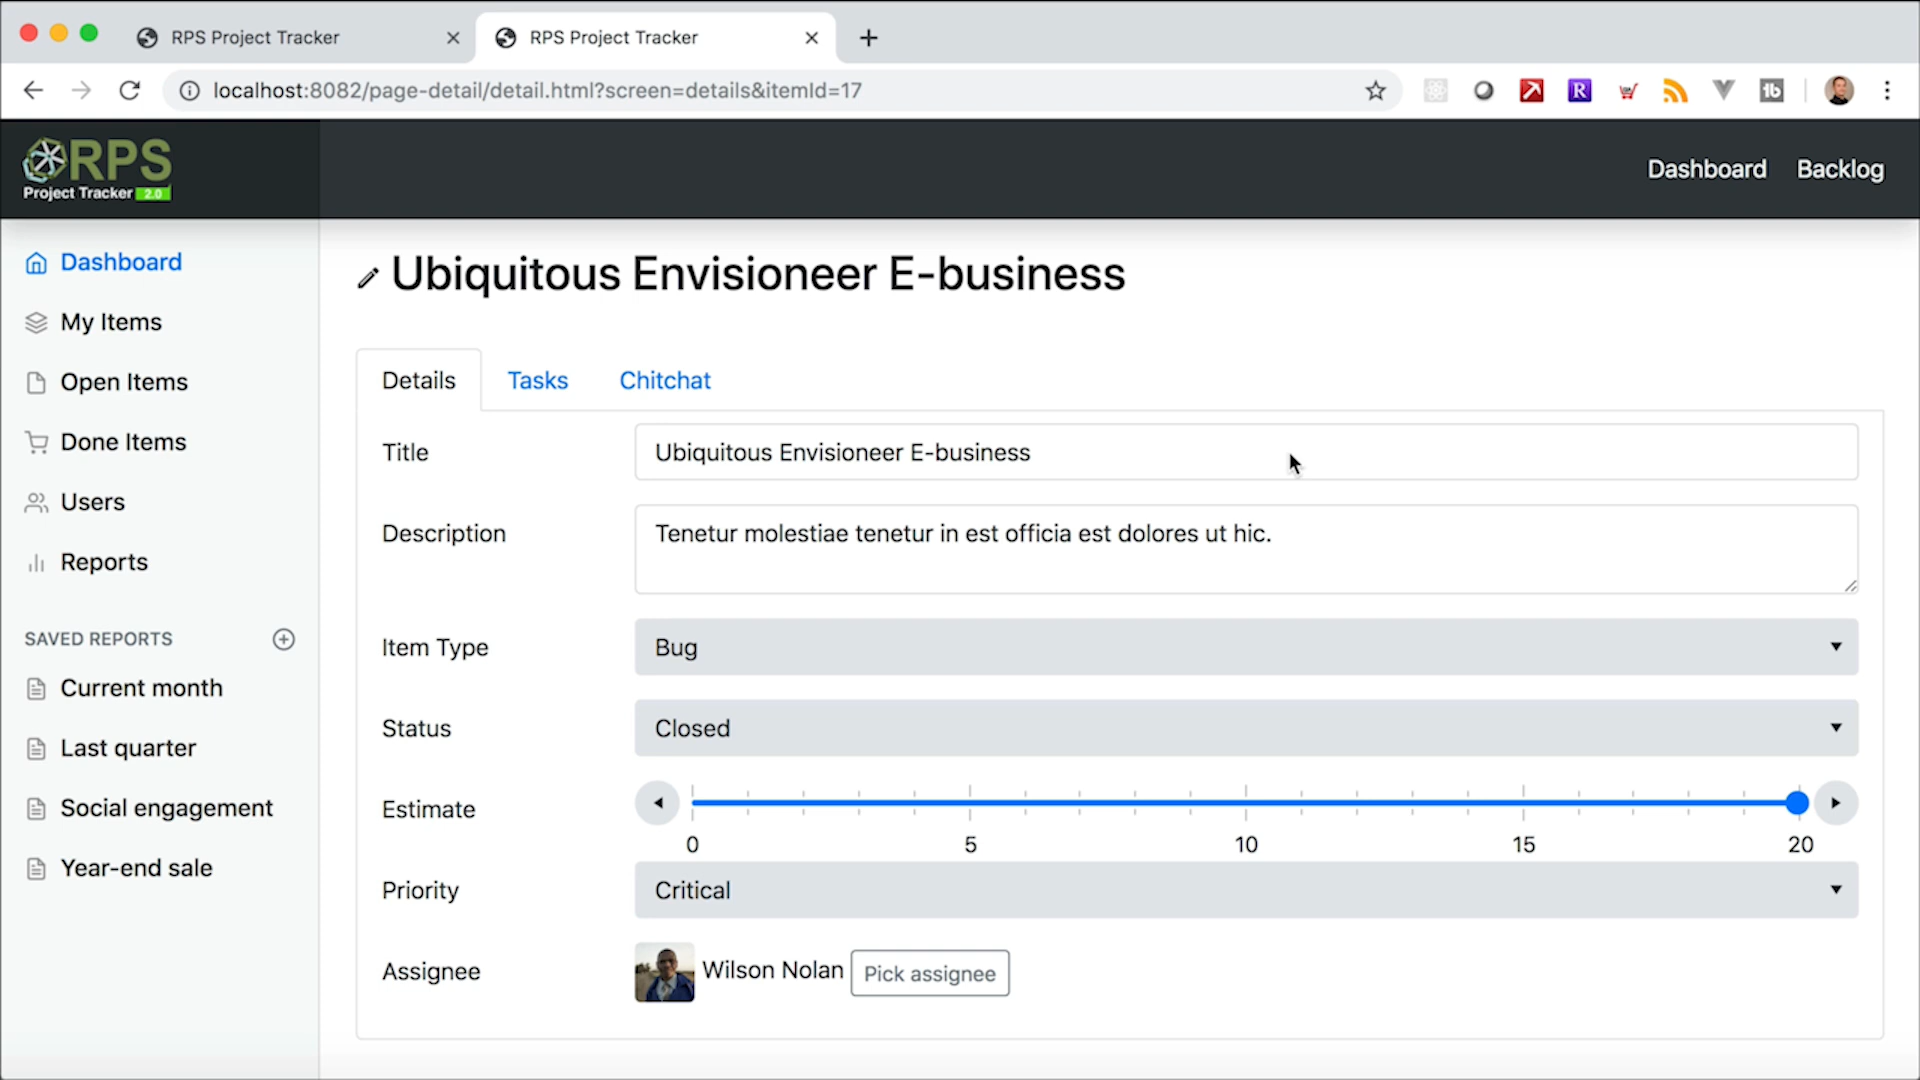 RPS Project Tracker
RPS Project Tracker
localhost:8082/page-detail/detail.html?screen=details&itemId=17
R
tb
RPS
Project Tracker 2.0
Dashboard
Backlog
Dashboard
My Items
Open Items
Done Items
Users
Reports
SAVED REPORTS
Current month
Last quarter
Social engagement
Year-end sale
Ubiquitous Envisioneer E-business
Details
Tasks
Chitchat
Title
Ubiquitous Envisioneer E-business
Description
Tenetur molestiae tenetur in est officia est dolores ut hic.
Item Type
Bug
Status
Closed
Estimate
0 5 10 15 20
Priority
Critical
Assignee
Wilson Nolan
Pick assignee